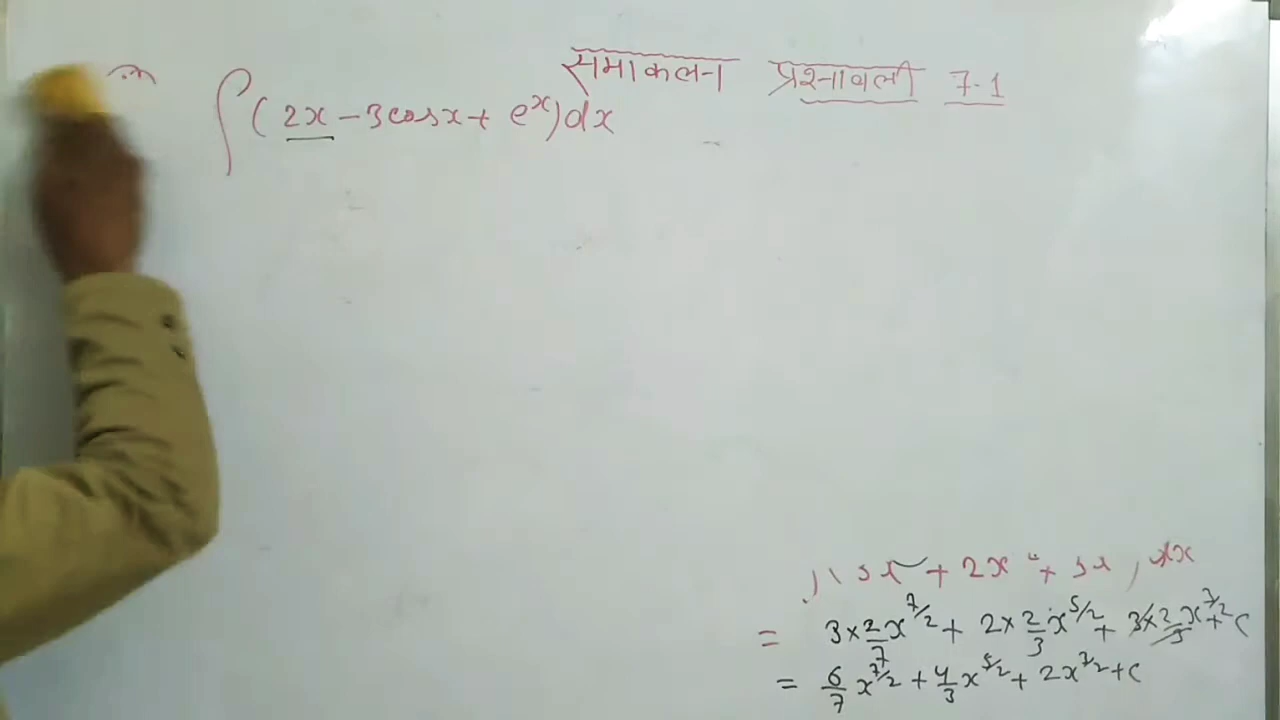 समाकलन प्रश्नावली 7.1
∫(2x - 3cosx + eˣ)dx
+ 2x
= 3×2/7 x^7/2 + 2×2/3 x^5/2 + 3×2/3 x^3/2 + C
= 6/7 x^7/2 + 4/3 x^5/2 + 2x^3/2 + C